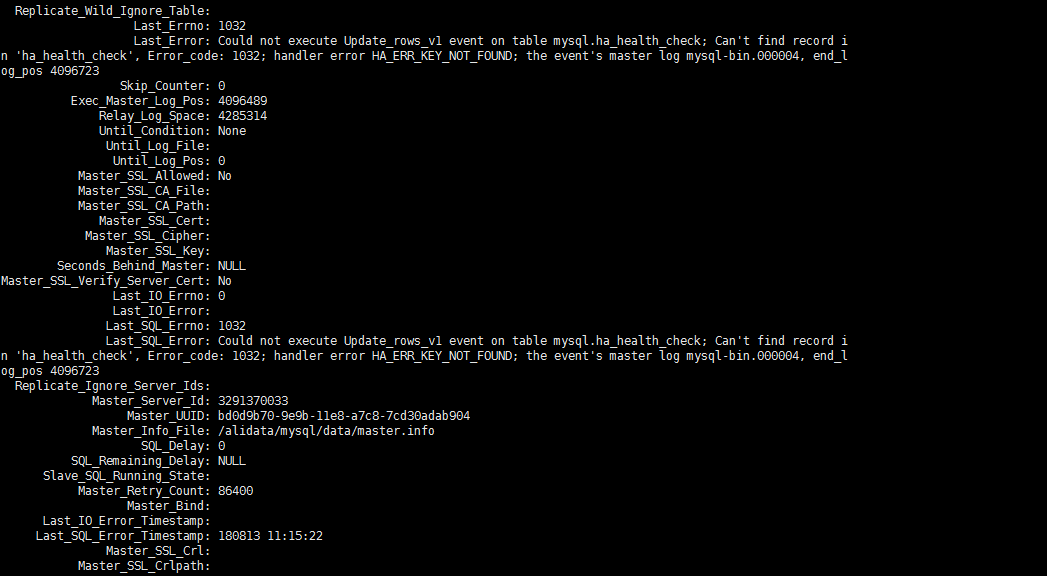 Replicate_Wild_Ignore_Table:
Last_Errno: 1032
Last_Error: Could not execute Update_rows_v1 event on table mysql.ha_health_check; Can't find record i
n 'ha_health_check', Error_code: 1032; handler error HA_ERR_KEY_NOT_FOUND; the event's master log mysql-bin.000004, end_l
og_pos 4096723
Skip_Counter: 0
Exec_Master_Log_Pos: 4096489
Relay_Log_Space: 4285314
Until_Condition: None
Until_Log_File:
Until_Log_Pos: 0
Master_SSL_Allowed: No
Master_SSL_CA_File:
Master_SSL_CA_Path:
Master_SSL_Cert:
Master_SSL_Cipher:
Master_SSL_Key:
Seconds_Behind_Master: NULL
Master_SSL_Verify_Server_Cert: No
Last_IO_Errno: 0
Last_IO_Error:
Last_SQL_Errno: 1032
Last_SQL_Error: Could not execute Update_rows_v1 event on table mysql.ha_health_check; Can't find record i
n 'ha_health_check', Error_code: 1032; handler error HA_ERR_KEY_NOT_FOUND; the event's master log mysql-bin.000004, end_l
og_pos 4096723
Replicate_Ignore_Server_Ids:
Master_Server_Id: 3291370033
Master_UUID: bd0d9b70-9e9b-11e8-a7c8-7cd30adab904
Master_Info_File: /alidata/mysql/data/master.info
SQL_Delay: 0
SQL_Remaining_Delay: NULL
Slave_SQL_Running_State:
Master_Retry_Count: 86400
Master_Bind:
Last_IO_Error_Timestamp:
Last_SQL_Error_Timestamp: 180813 11:15:22
Master_SSL_Crl:
Master_SSL_Crlpath: